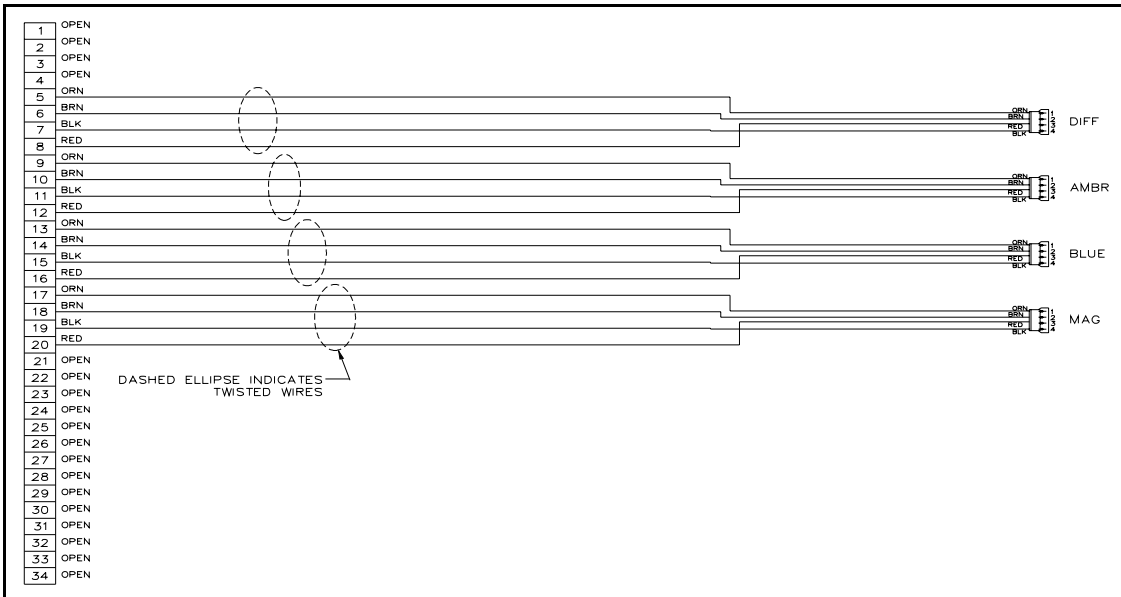 1 OPEN
2 OPEN
3 OPEN
4 OPEN
5 ORN
6 BRN
7 BLK
8 RED
9 ORN
10 BRN
11 BLK
12 RED
13 ORN
14 BRN
15 BLK
16 RED
17 ORN
18 BRN
19 BLK
20 RED
21 OPEN
22 OPEN
23 OPEN
24 OPEN
25 OPEN
26 OPEN
27 OPEN
28 OPEN
29 OPEN
30 OPEN
31 OPEN
32 OPEN
33 OPEN
34 OPEN
DASHED ELLIPSE INDICATES
TWISTED WIRES
ORN 1
BRN 2
RED 3
BLK 4
DIFF
ORN 1
BRN 2
RED 3
BLK 4
AMBR
ORN 1
BRN 2
RED 3
BLK 4
BLUE
ORN 1
BRN 2
RED 3
BLK 4
MAG